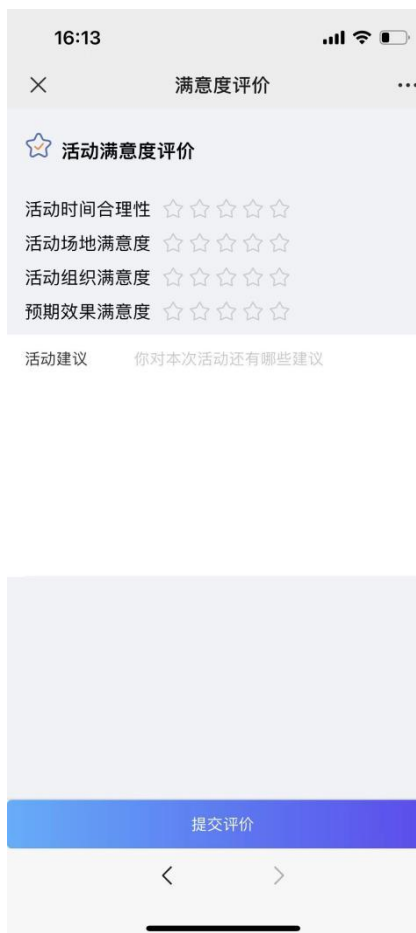 16:13
满意度评价
活动满意度评价
活动时间合理性
活动场地满意度
活动组织满意度
预期效果满意度
活动建议 你对本次活动还有哪些建议
提交评价